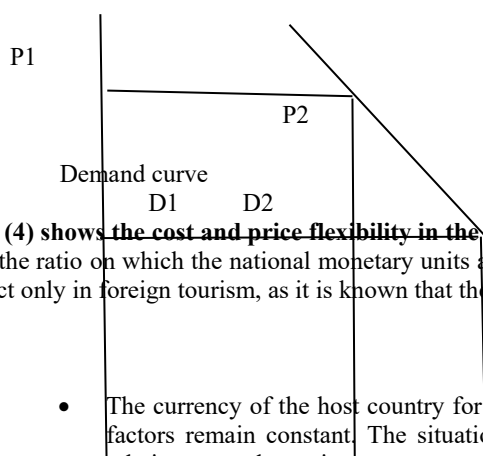 P1
P2
Demand curve
D1 D2
(4) shows the cost and price flexibility in the
the ratio on which the national monetary units
ct only in foreign tourism, as it is known that
• The currency of the host country for
factors remain constant. The situati